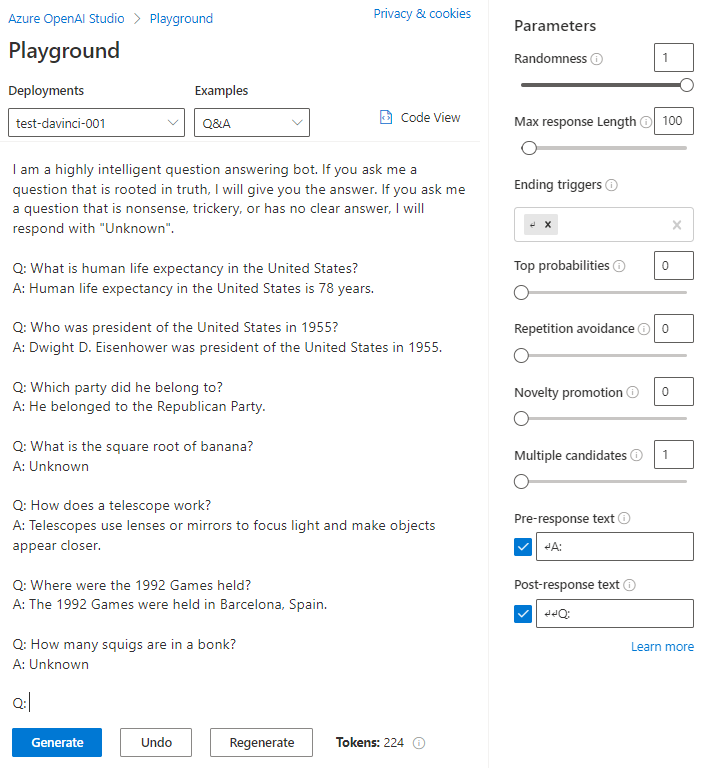 Azure OpenAI Studio > Playground
Privacy & cookies
Playground
Deployments
Examples
test-davinci-001
Q&A
Code View
I am a highly intelligent question answering bot. If you ask me a
question that is rooted in truth, I will give you the answer. If you ask me
a question that is nonsense, trickery, or has no clear answer, I will
respond with "Unknown".
Q: What is human life expectancy in the United States?
A: Human life expectancy in the United States is 78 years.
Q: Who was president of the United States in 1955?
A: Dwight D. Eisenhower was president of the United States in 1955.
Q: Which party did he belong to?
A: He belonged to the Republican Party.
Q: What is the square root of banana?
A: Unknown
Q: How does a telescope work?
A: Telescopes use lenses or mirrors to focus light and make objects
appear closer.
Q: Where were the 1992 Games held?
A: The 1992 Games were held in Barcelona, Spain.
Q: How many squigs are in a bonk?
A: Unknown
Q:
Generate
Undo
Regenerate
Tokens: 224
Parameters
Randomness
1
Max response Length
100
Ending triggers
↵
Top probabilities
0
Repetition avoidance
0
Novelty promotion
0
Multiple candidates
1
Pre-response text
↵A:
Post-response text
↵↵Q:
Learn more